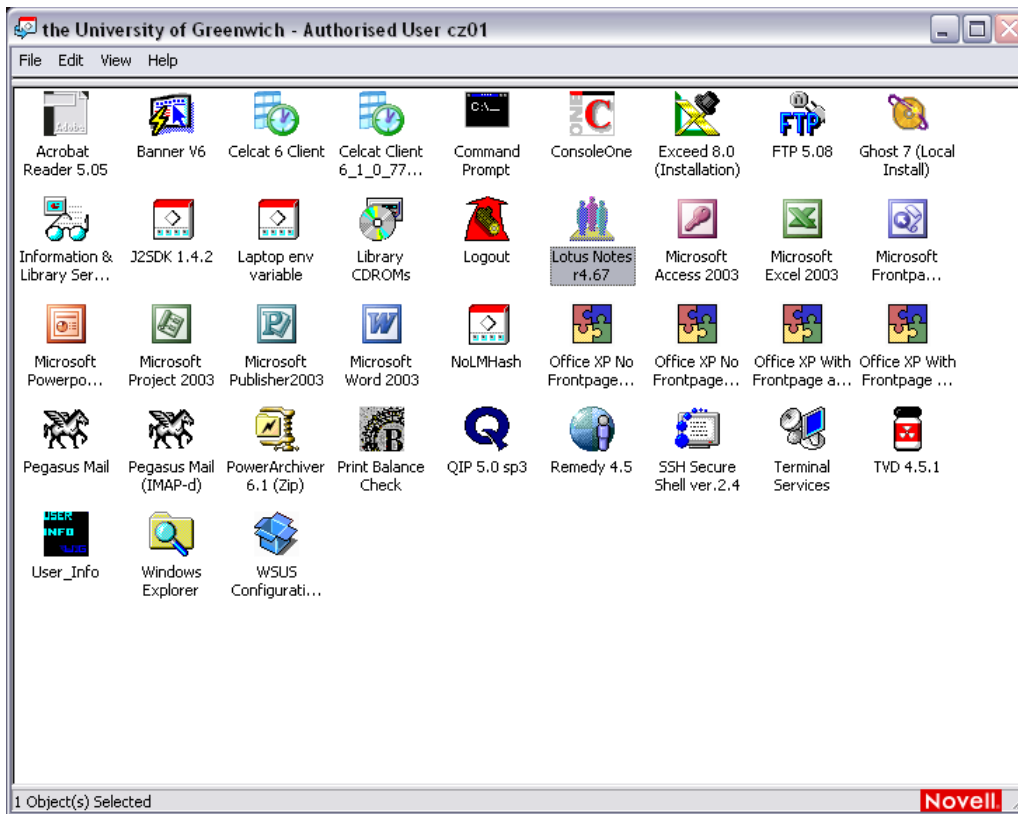 the University of Greenwich - Authorised User cz01
File Edit View Help
Adobe
C:\_
ONE C
FTP
Acrobat Banner V6 Celcat 6 Client Celcat Client Command ConsoleOne Exceed 8.0 FTP 5.08 Ghost 7 (Local
Reader 5.05 6_1_0_77... Prompt (Installation) Install)
Information & J2SDK 1.4.2 Laptop env Library Logout Lotus Notes Microsoft Microsoft Microsoft
Library Ser... variable CDROMs r4.67 Access 2003 Excel 2003 Frontpa...
Microsoft Microsoft Microsoft Microsoft NoLMHash Office XP No Office XP No Office XP With Office XP With
Powerpo... Project 2003 Publisher2003 Word 2003 Frontpage... Frontpage... Frontpage a... Frontpage ...
B
Q
Pegasus Mail Pegasus Mail PowerArchiver Print Balance QIP 5.0 sp3 Remedy 4.5 SSH Secure Terminal TVD 4.5.1
(IMAP-d) 6.1 (Zip) Check Shell ver.2.4 Services
USER
INFO
User_Info Windows WSUS
Explorer Configurati...
1 Object(s) Selected
Novell.